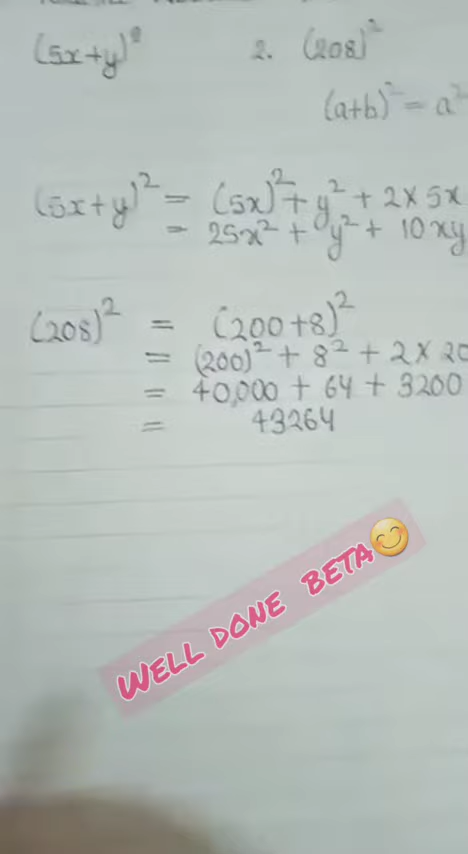 (5x+y)² 2. (208)²
(a+b)² = a²
(5x+y)² = (5x)² + y² + 2 × 5x
= 25x² + y² + 10xy
(208)² = (200+8)²
= (200)² + 8² + 2 × 20
= 40,000 + 64 + 3200
= 43264
WELL DONE BETA😊